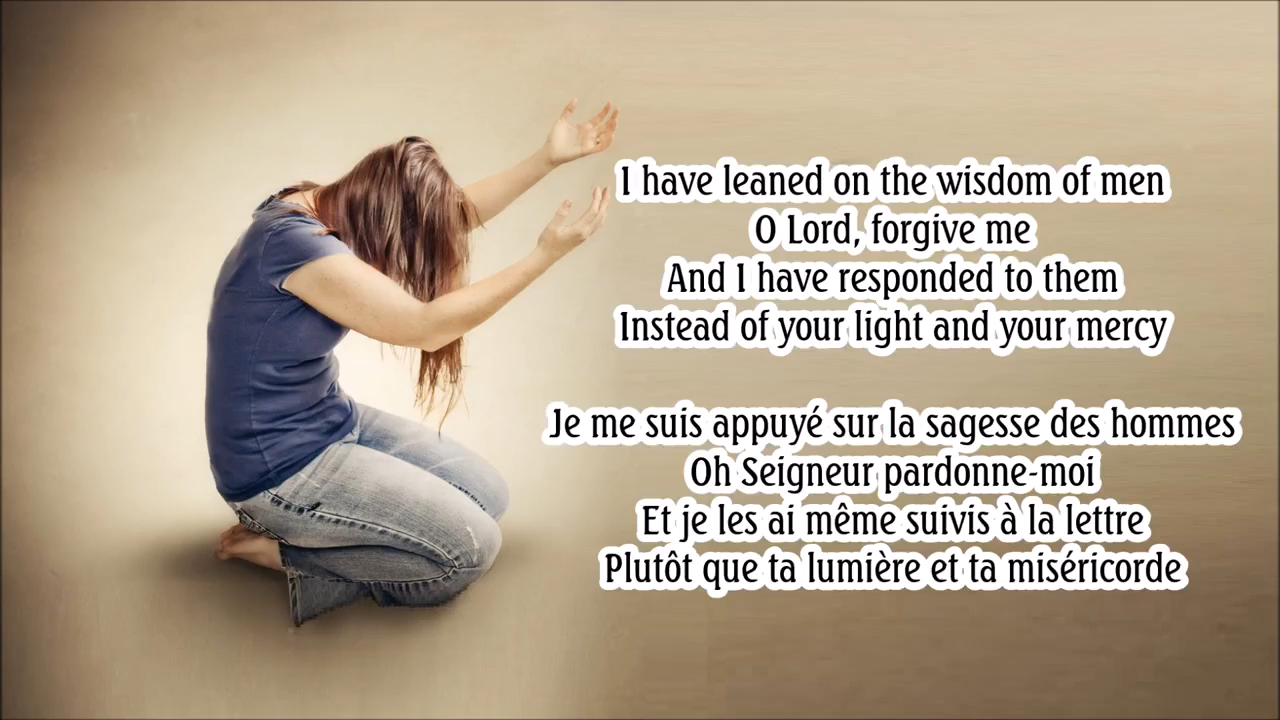 I have leaned on the wisdom of men
O Lord, forgive me
And I have responded to them
Instead of your light and your mercy
Je me suis appuyé sur la sagesse des hommes
Oh Seigneur pardonne-moi
Et je les ai même suivis à la lettre
Plutôt que ta lumière et ta miséricorde